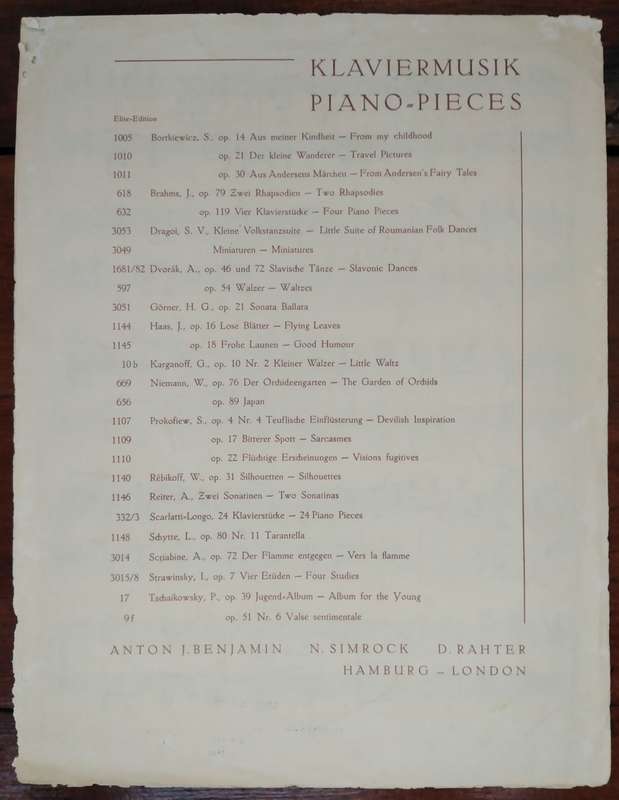 KLAVIERMUSIK
PIANO-PIECES
Elite-Edition
1005 Bortkiewicz, S., op. 14 Aus meiner Kindheit — From my childhood
1010 op. 21 Der kleine Wanderer — Travel Pictures
1011 op. 30 Aus Andersens Märchen — From Andersen's Fairy Tales
618 Brahms, J., op. 79 Zwei Rhapsodien — Two Rhapsodies
632 op. 119 Vier Klavierstücke — Four Piano Pieces
3053 Dragoi, S. V., Kleine Volkstanzsuite — Little Suite of Roumanian Folk Dances
3049 Miniaturen — Miniatures
1681/82 Dvorák, A., op. 46 und 72 Slavische Tänze — Slavonic Dances
597 op. 54 Walzer — Waltzes
3051 Görner, H. G., op. 21 Sonata Ballata
1144 Haas, J., op. 16 Lose Blätter — Flying Leaves
1145 op. 18 Frohe Launen — Good Humour
10b Karganoff, G., op. 10 Nr. 2 Kleiner Walzer — Little Waltz
669 Niemann, W., op. 76 Der Orchideengarten — The Garden of Orchids
656 op. 89 Japan
1107 Prokofiew, S., op. 4 Nr. 4 Teuflische Einflüsterung — Devilish Inspiration
1109 op. 17 Bitterer Spott — Sarcasmes
1110 op. 22 Flüchtige Erscheinungen — Visions fugitives
1140 Rébikoff, W., op. 31 Silhouetten — Silhouettes
1146 Reiter, A., Zwei Sonatinen — Two Sonatinas
332/3 Scarlatti-Longo, 24 Klavierstücke — 24 Piano Pieces
1148 Schytte, L., op. 80 Nr. 11 Tarantella
3014 Scriabine, A., op. 72 Der Flamme entgegen — Vers la flamme
3015/8 Strawinsky, I., op. 7 Vier Etüden — Four Studies
17 Tschaikowsky, P., op. 39 Jugend-Album — Album for the Young
9f op. 51 Nr. 6 Valse sentimentale
ANTON J. BENJAMIN N. SIMROCK D. RAHTER
HAMBURG — LONDON